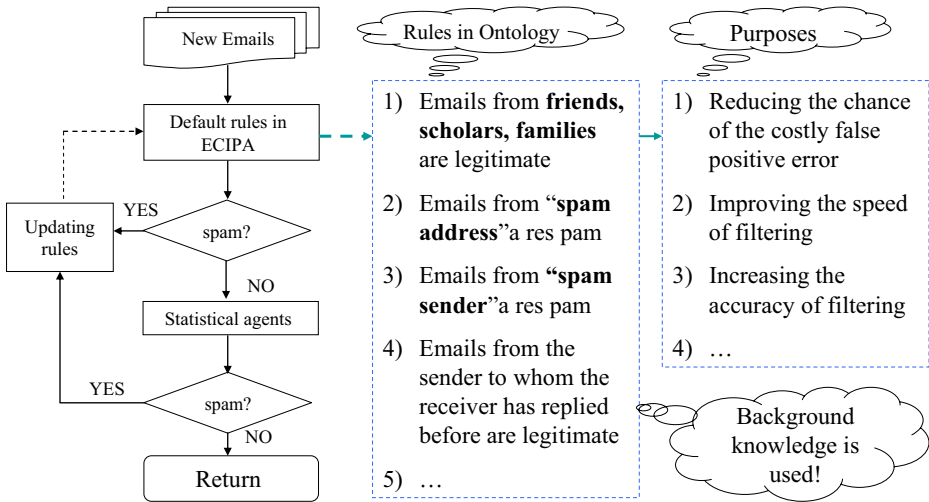 New Emails
Default rules in
ECIPA
YES
spam?
Updating
rules
NO
Statistical agents
YES
spam?
NO
Return
Rules in Ontology
1) Emails from friends,
scholars, families
are legitimate
2) Emails from “spam
address”a res pam
3) Emails from “spam
sender”a res pam
4) Emails from the
sender to whom the
receiver has replied
before are legitimate
5) …
Purposes
1) Reducing the chance
of the costly false
positive error
2) Improving the speed
of filtering
3) Increasing the
accuracy of filtering
4) …
Background
knowledge is
used!